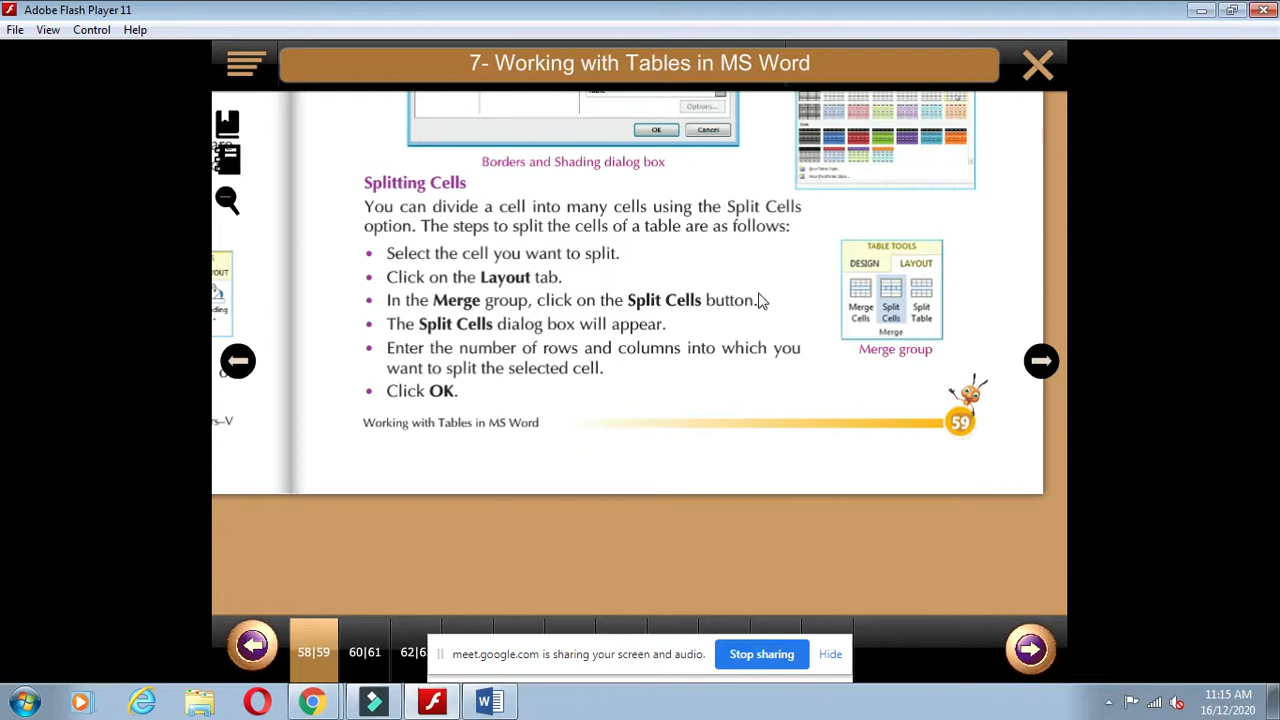 Adobe Flash Player 11
File View Control Help
7- Working with Tables in MS Word
Options...
OK Cancel
Borders and Shading dialog box
Splitting Cells
You can divide a cell into many cells using the Split Cells
option. The steps to split the cells of a table are as follows:
• Select the cell you want to split.
• Click on the Layout tab.
• In the Merge group, click on the Split Cells button.
• The Split Cells dialog box will appear.
• Enter the number of rows and columns into which you
want to split the selected cell.
• Click OK.
TABLE TOOLS
DESIGN LAYOUT
Merge Cells Split Cells Split Table
Merge
Merge group
Working with Tables in MS Word
59
rs–V
58|59 60|61 62|6
meet.google.com is sharing your screen and audio. Stop sharing Hide
11:15 AM
16/12/2020